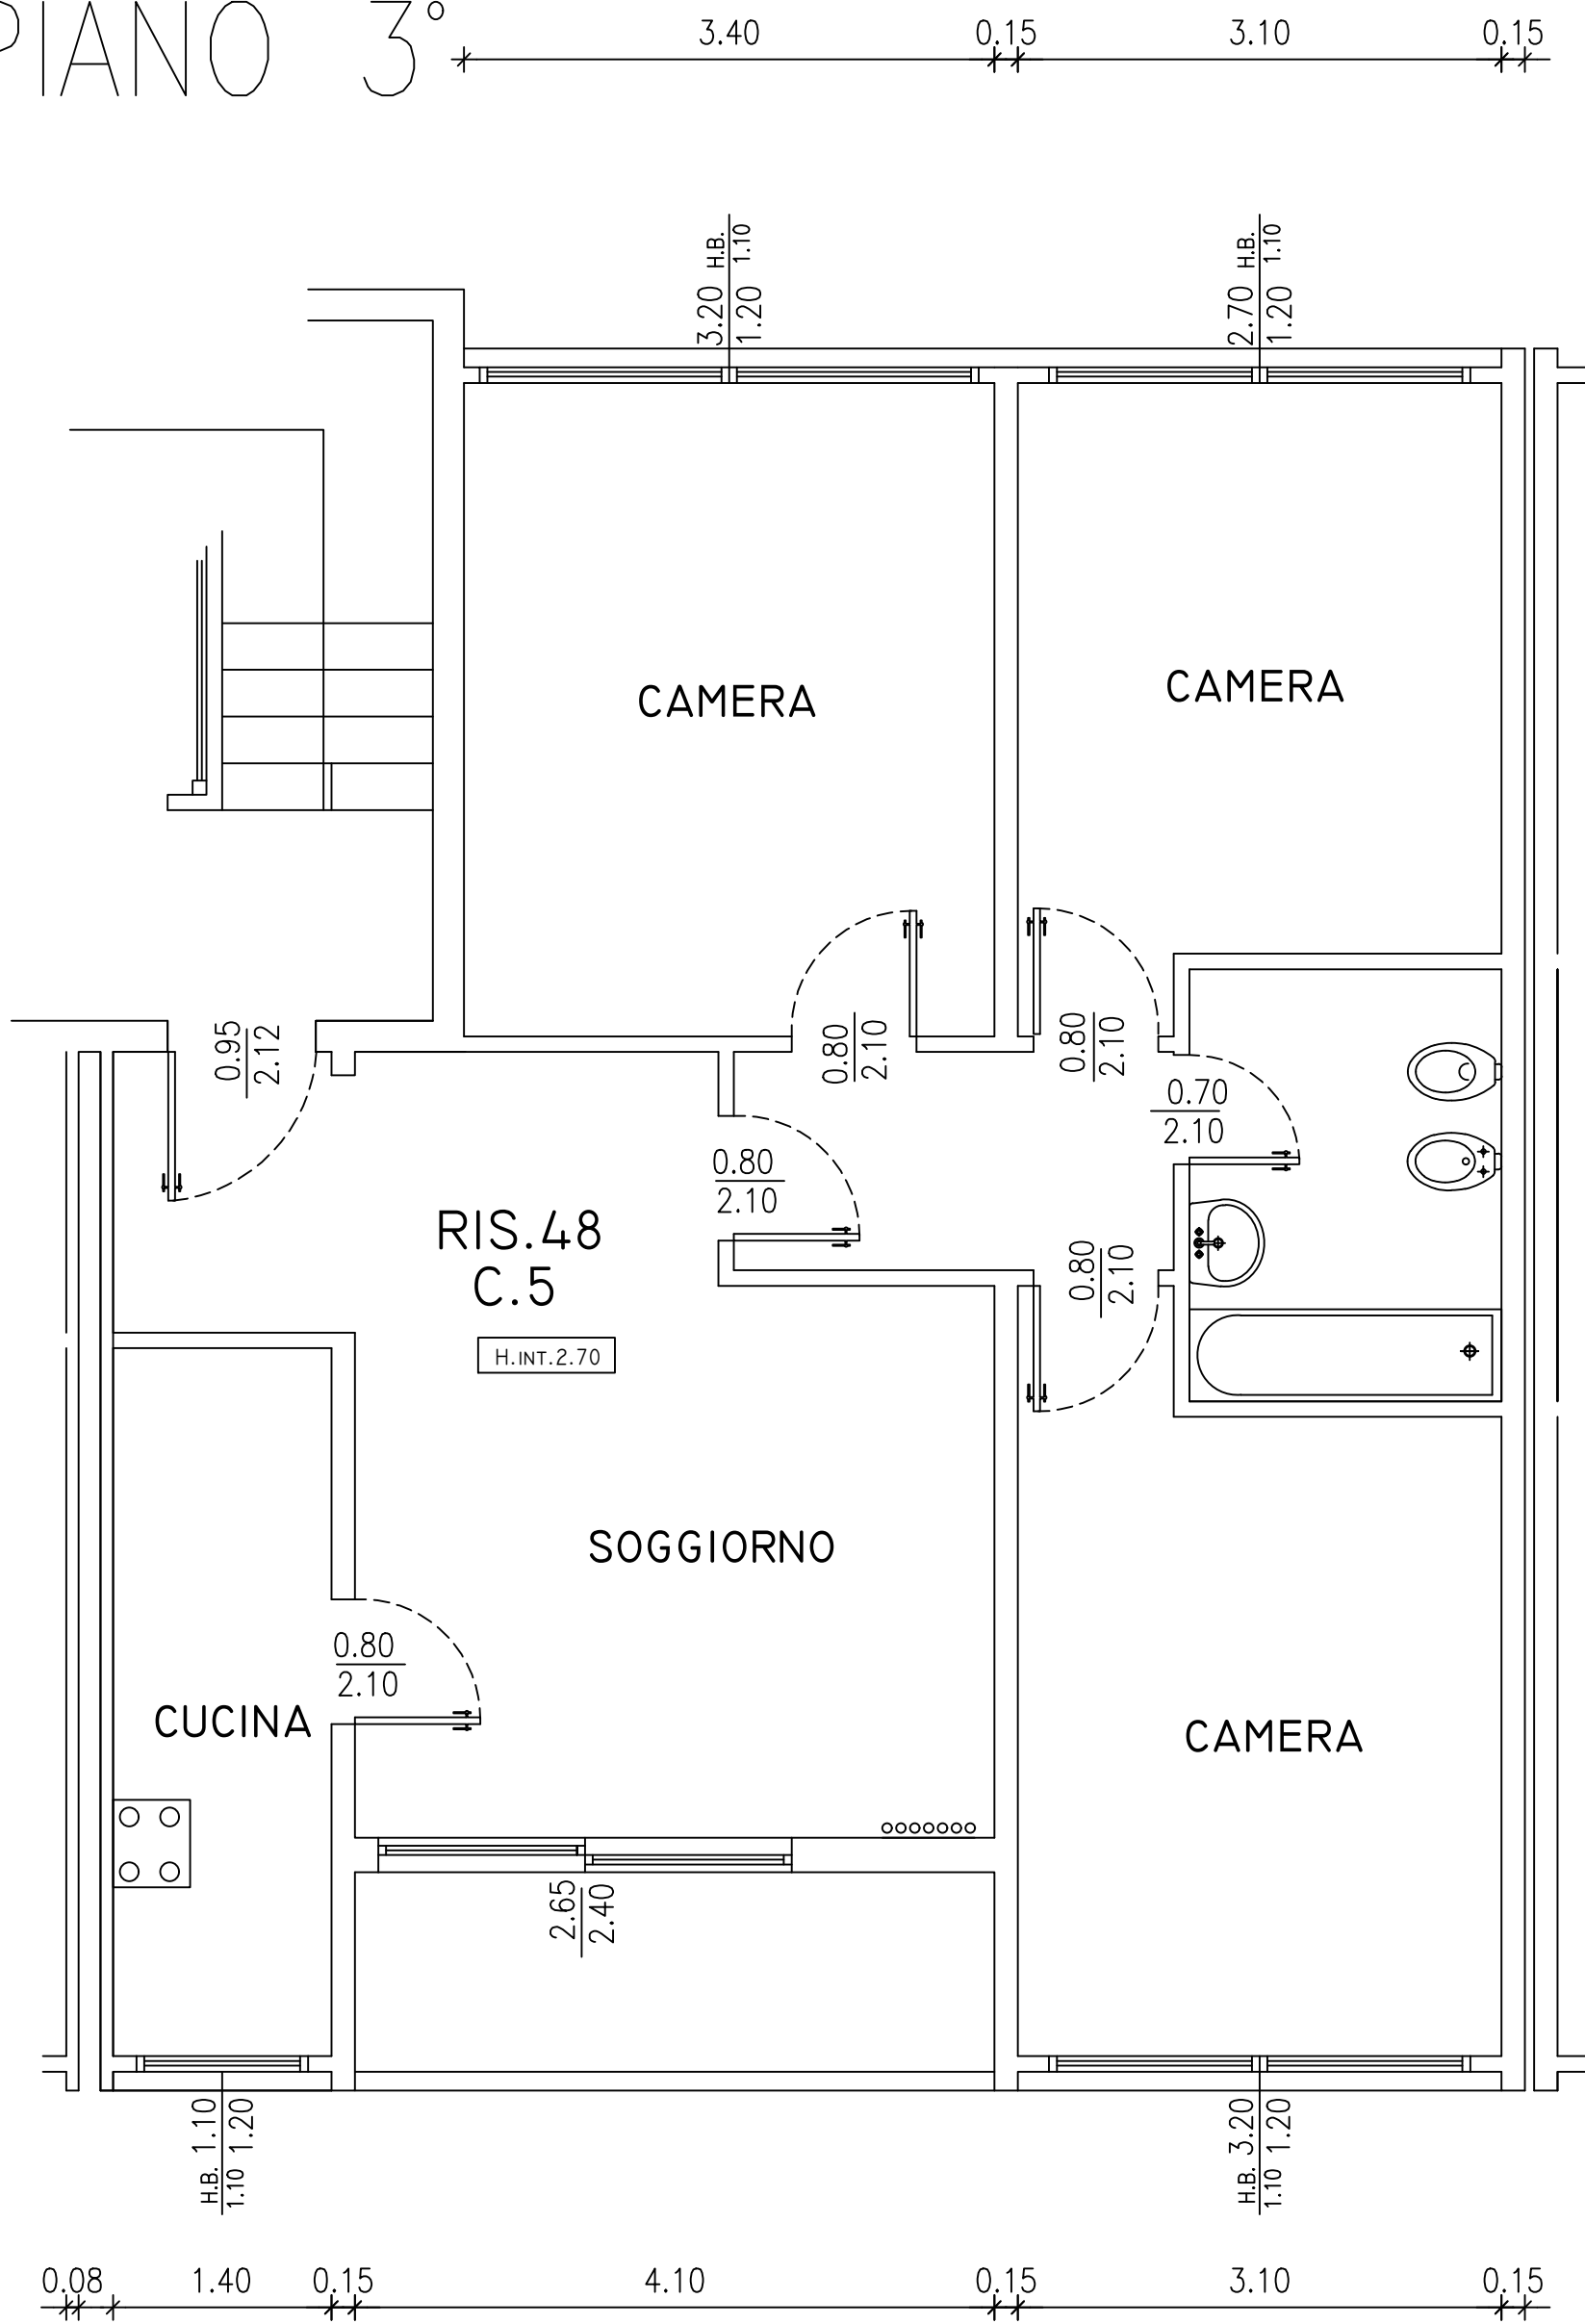 PIANO 3°
3.40 0.15 3.10 0.15
3.20 H.B. 1.10
1.20
2.70 H.B. 1.10
1.20
CAMERA
CAMERA
0.95
2.12
0.80
2.10
0.80
2.10
0.70
2.10
0.80
2.10
RIS.48
C.5
0.80
2.10
H.INT.2.70
SOGGIORNO
0.80
2.10
CUCINA
CAMERA
2.65
2.40
H.B. 1.10
1.10 1.20
H.B. 3.20
1.10 1.20
0.08 1.40 0.15 4.10 0.15 3.10 0.15